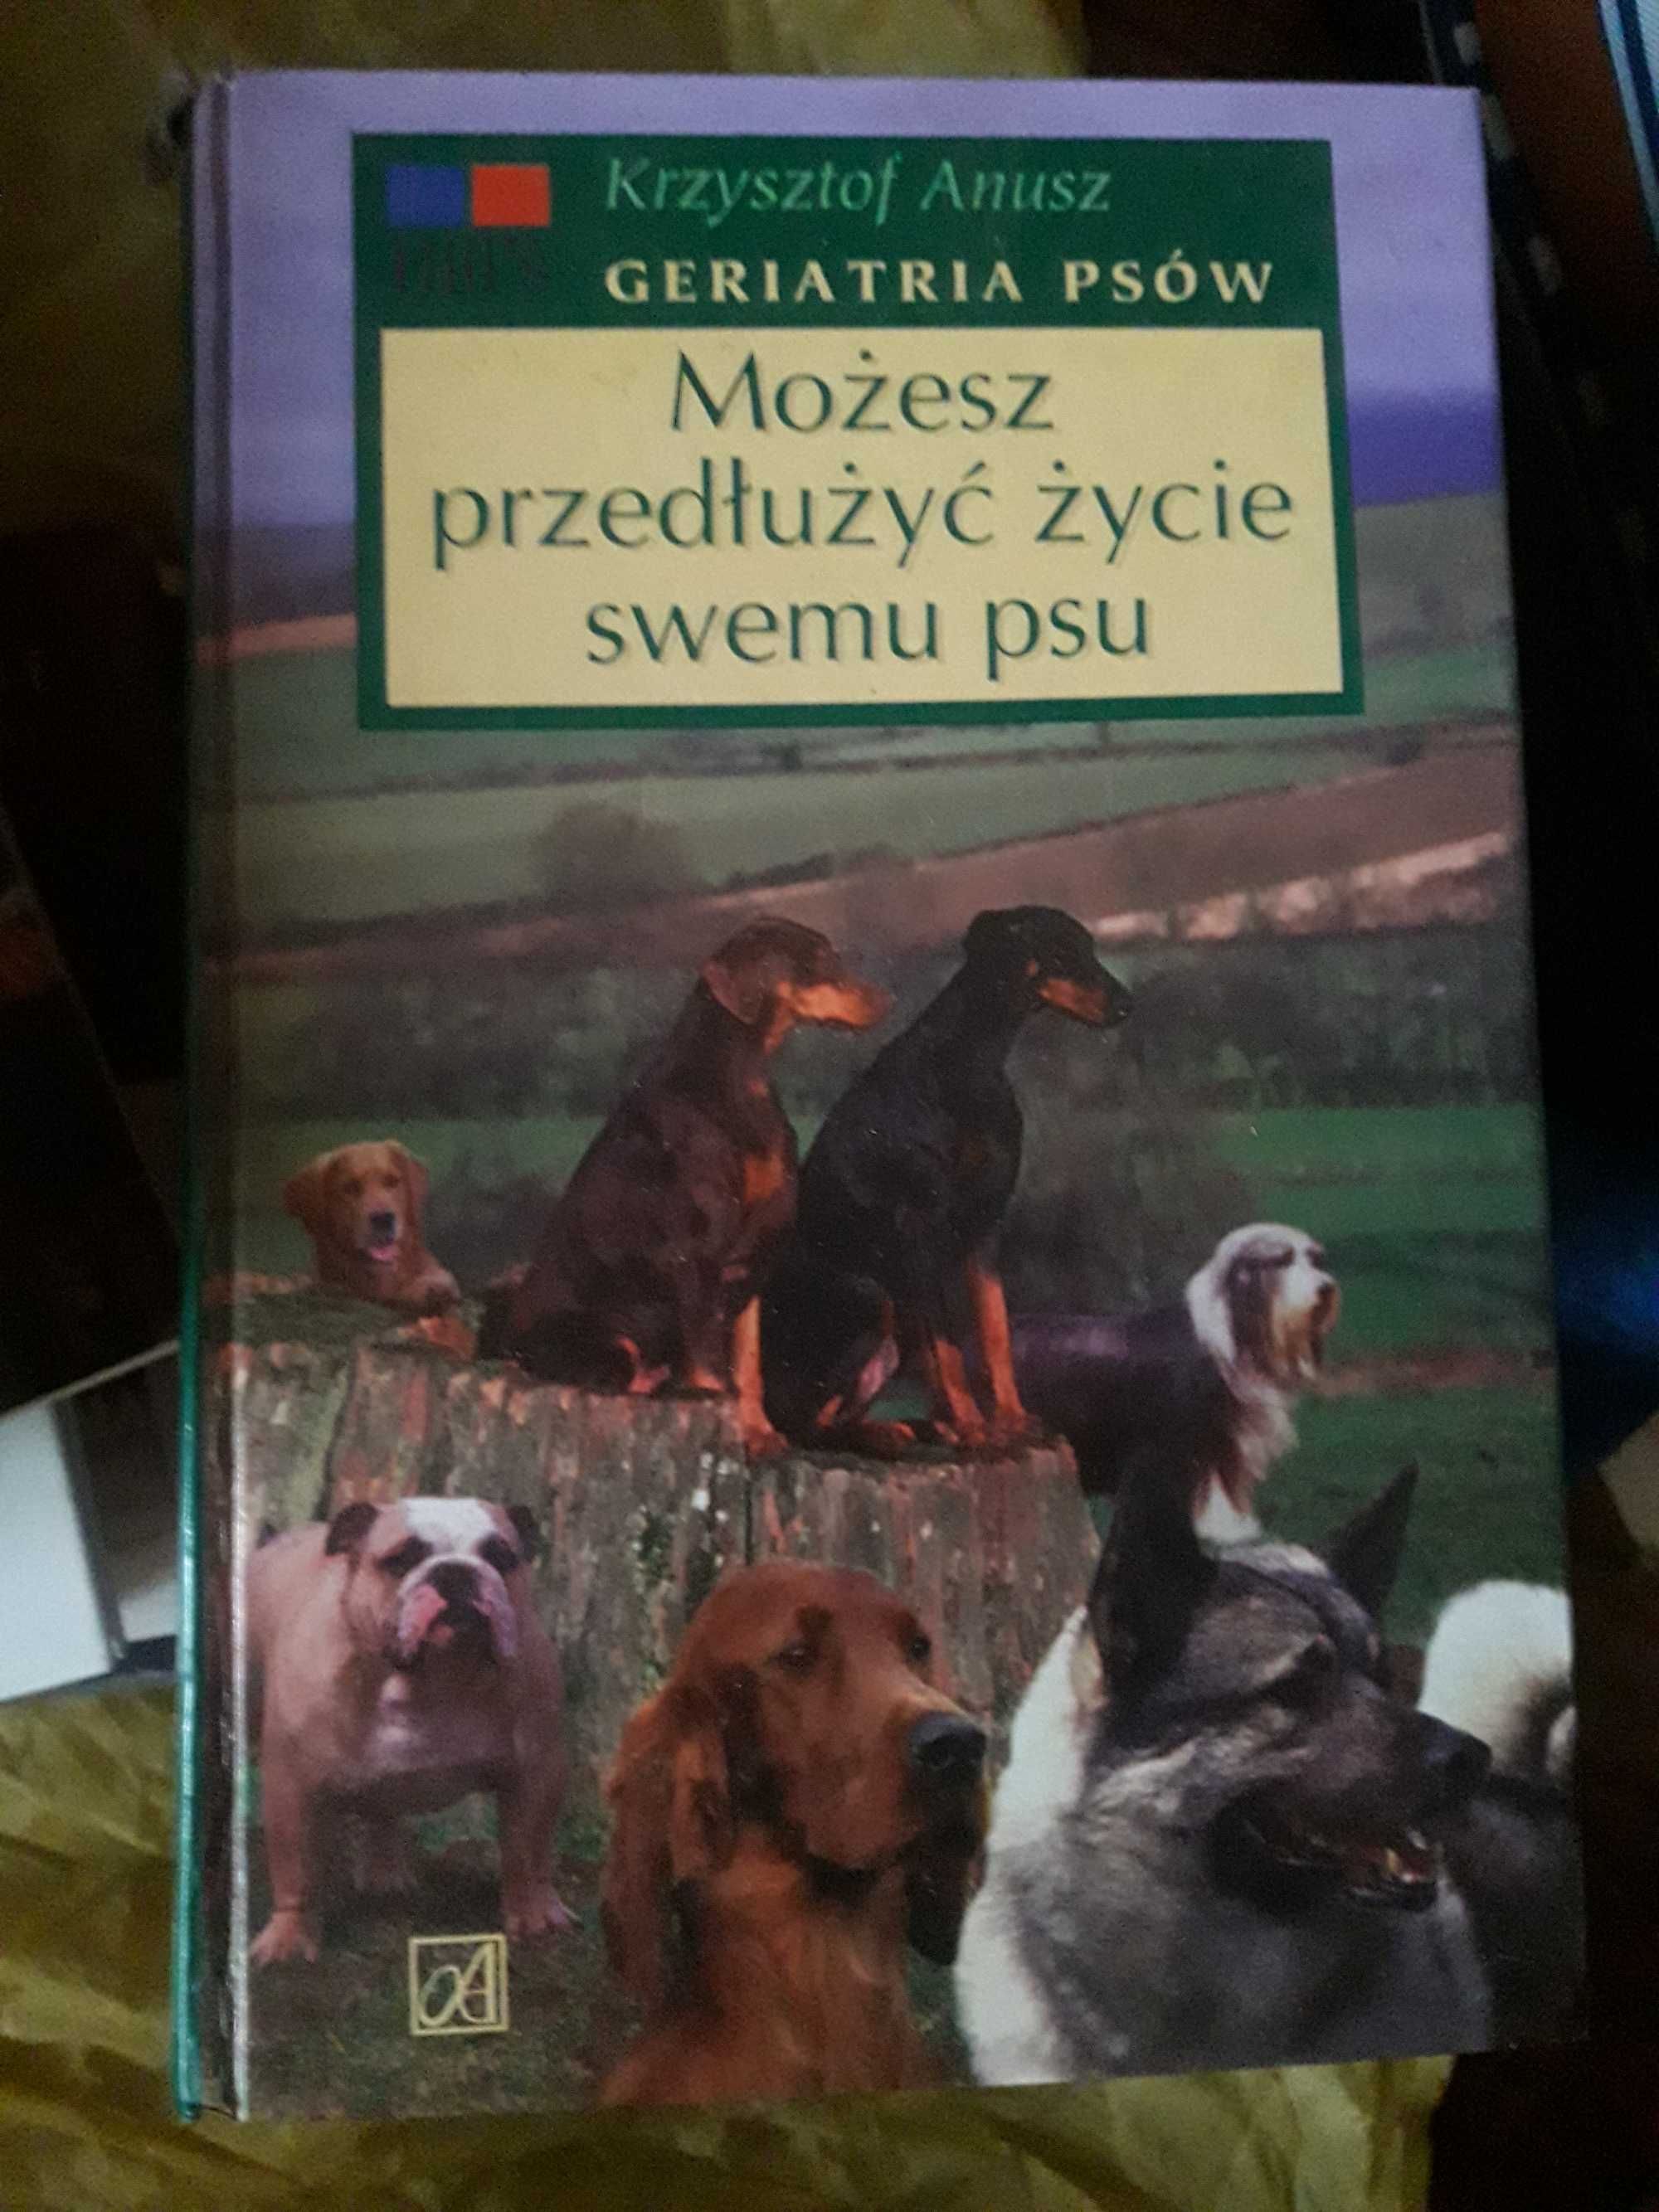 Krzysztof Anusz
GERIATRIA PSÓW
Możesz
przedłużyć życie
swemu psu